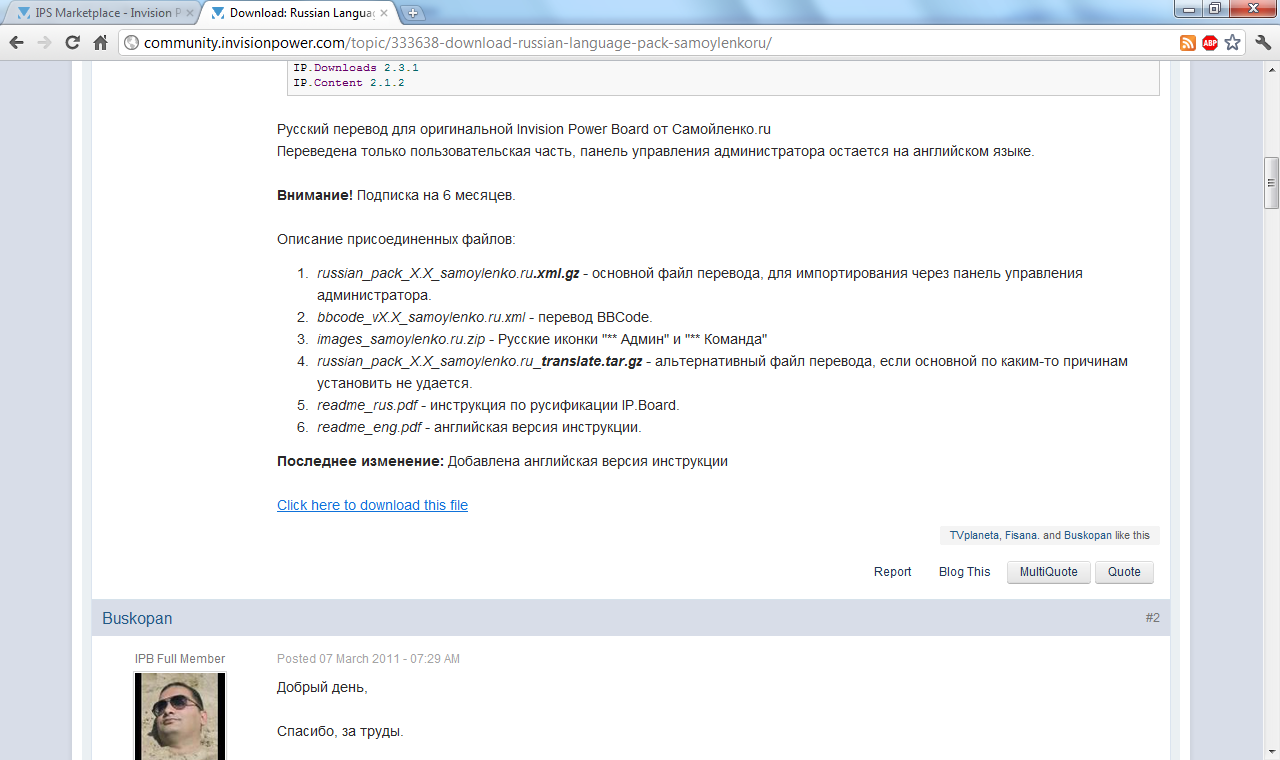 IPS Marketplace - Invision P
Download: Russian Langua
community.invisionpower.com/topic/333638-download-russian-language-pack-samoylenkoru/
ABP
IP.Downloads 2.3.1
IP.Content 2.1.2
Русский перевод для оригинальной Invision Power Board от Самойленко.ru
Переведена только пользовательская часть, панель управления администратора остается на английском языке.
Внимание! Подписка на 6 месяцев.
Описание присоединенных файлов:
1. russian_pack_X.X_samoylenko.ru.xml.gz - основной файл перевода, для импортирования через панель управления
администратора.
2. bbcode_vX.X_samoylenko.ru.xml - перевод BBCode.
3. images_samoylenko.ru.zip - Русские иконки "** Админ" и "** Команда"
4. russian_pack_X.X_samoylenko.ru_translate.tar.gz - альтернативный файл перевода, если основной по каким-то причинам
установить не удается.
5. readme_rus.pdf - инструкция по русификации IP.Board.
6. readme_eng.pdf - английская версия инструкции.
Последнее изменение: Добавлена английская версия инструкции
Click here to download this file
TVplaneta, Fisana. and Buskopan like this
Report Blog This MultiQuote Quote
Buskopan #2
IPB Full Member
Posted 07 March 2011 - 07:29 AM
Добрый день,
Спасибо, за труды.